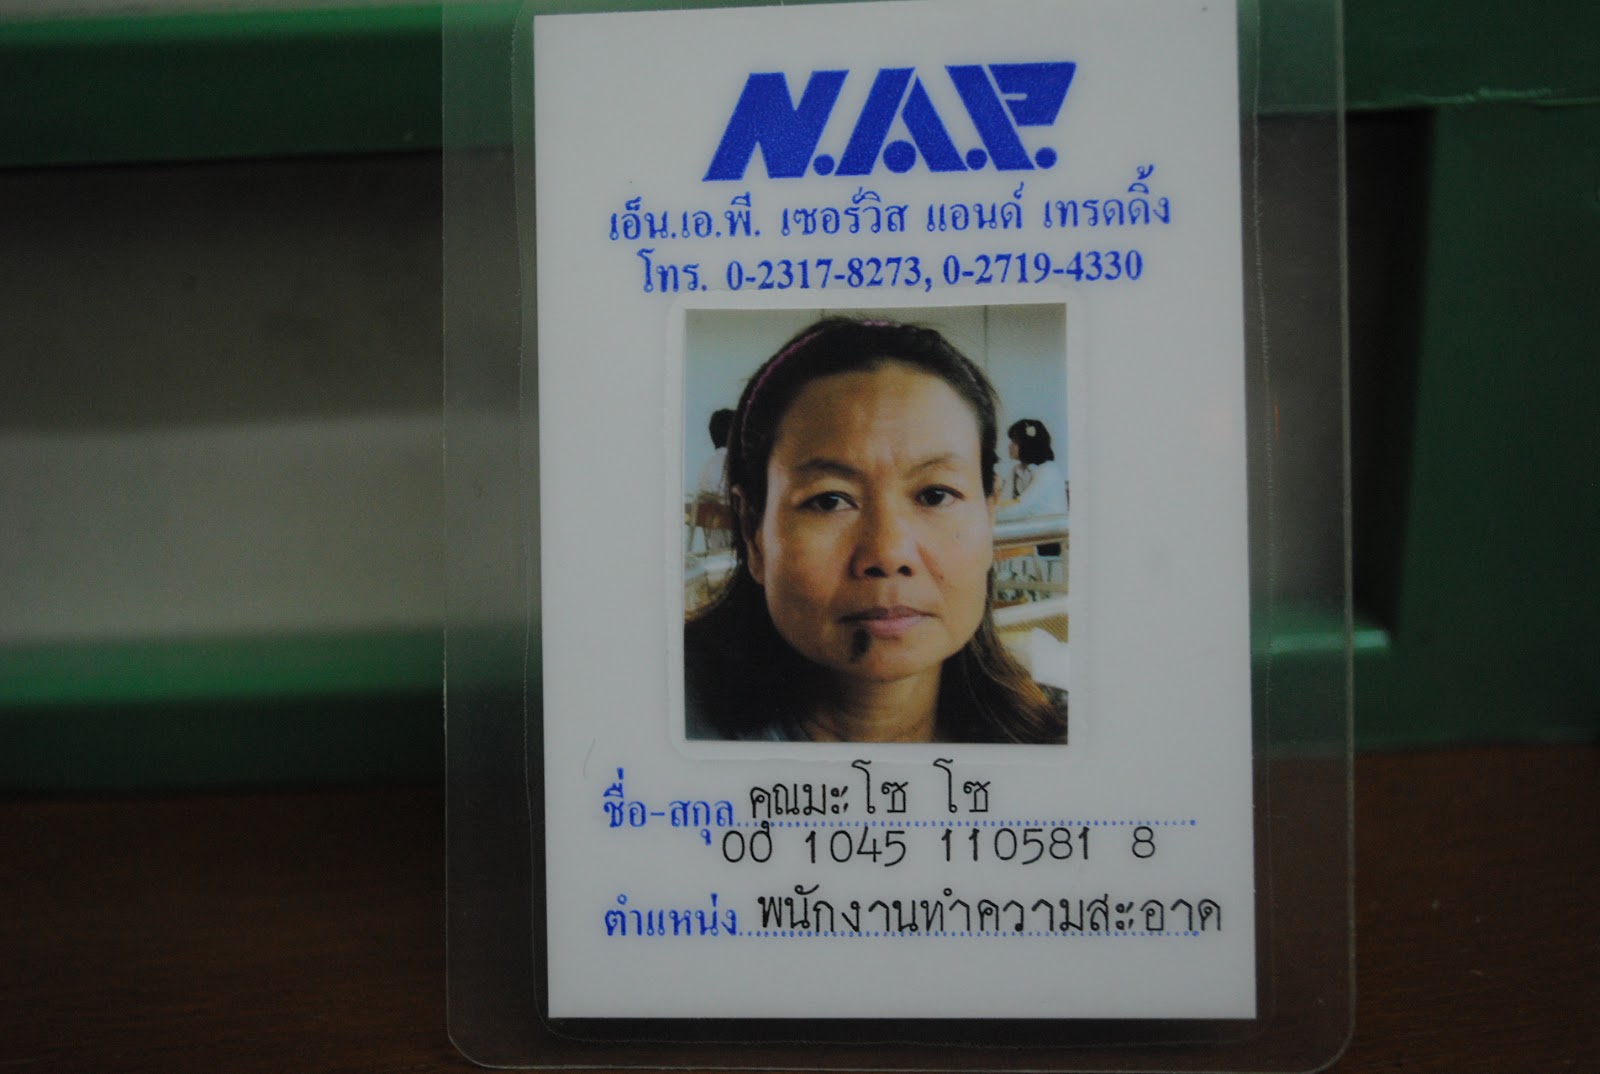 N.A.P.
เอ็น.เอ.พี. เซอร์วิส แอนด์ เทรดดิ้ง
โทร. 0-2317-8273, 0-2719-4330
ชื่อ-สกุล คุณมะโซ โซ
00 1045 110581 8
ตำแหน่ง พนักงานทำความสะอาด